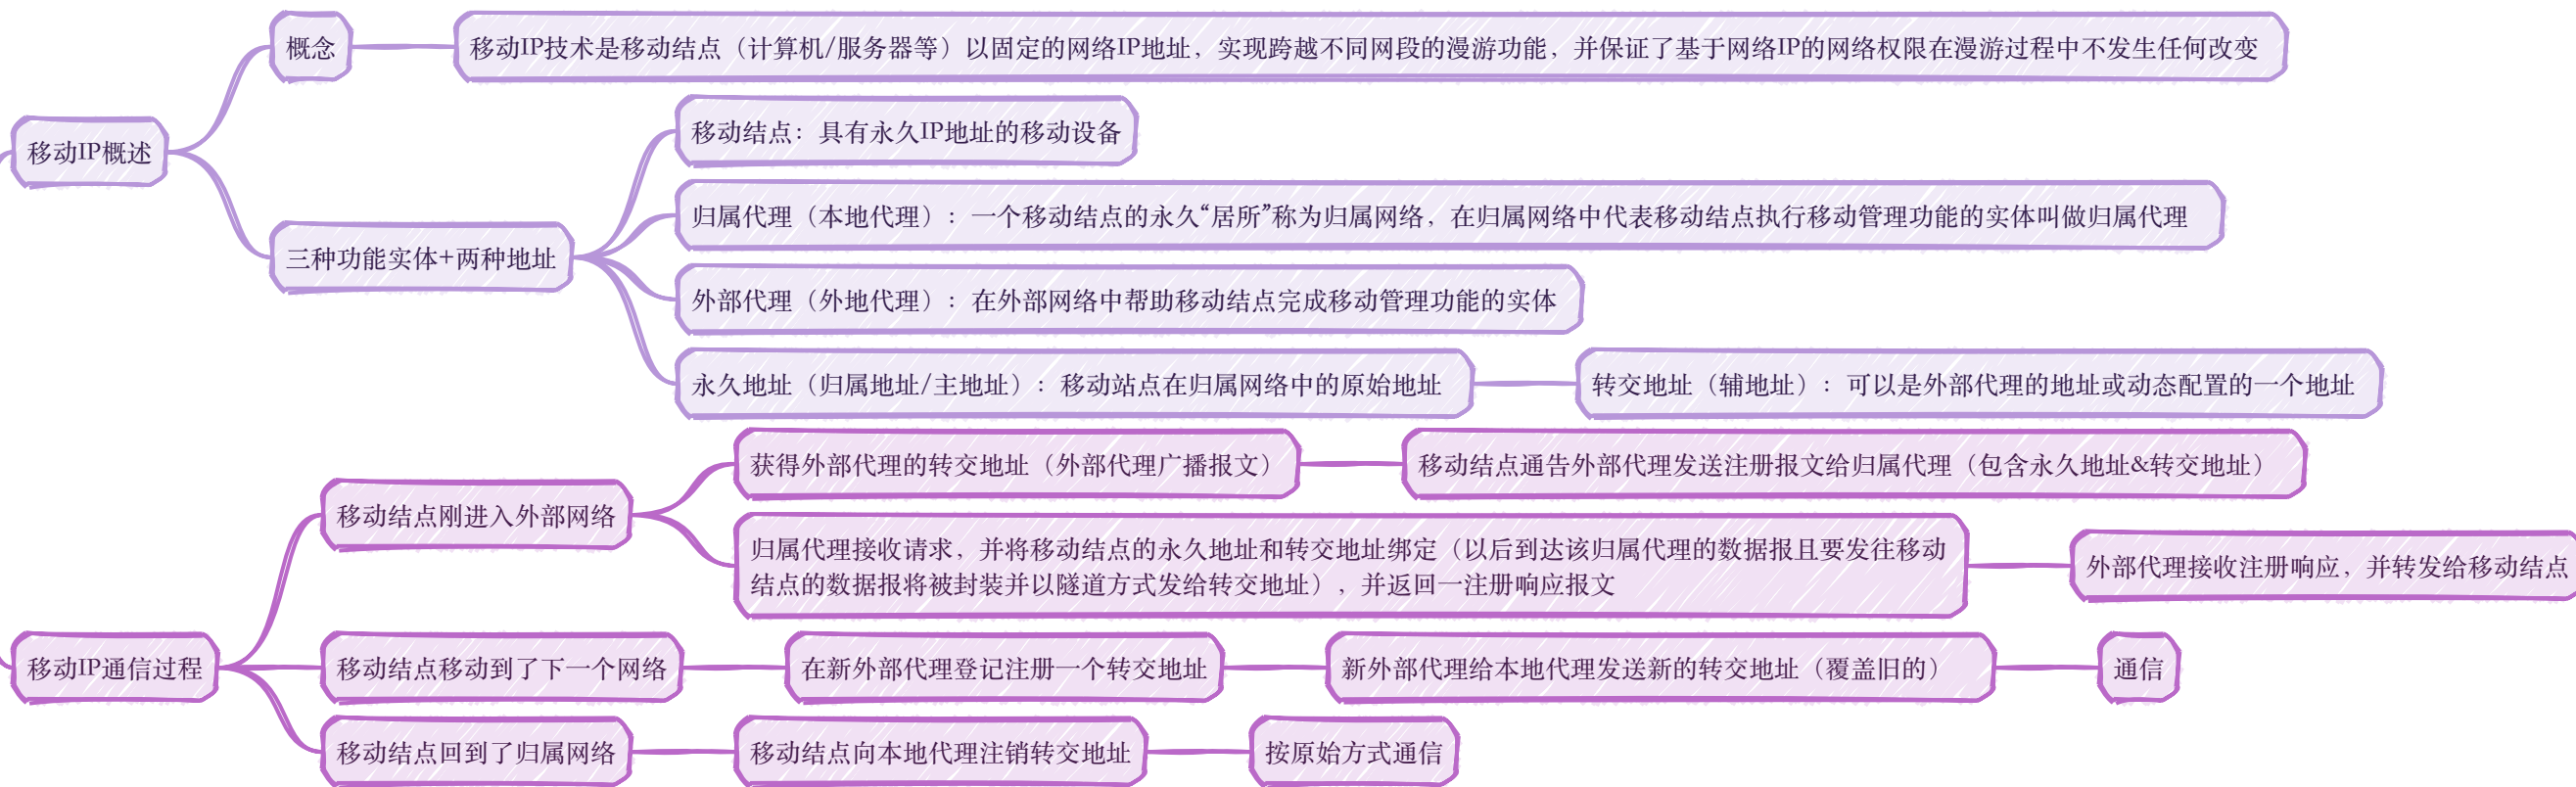 概念
移动IP技术是移动结点（计算机/服务器等）以固定的网络IP地址，实现跨越不同网段的漫游功能，并保证了基于网络IP的网络权限在漫游过程中不发生任何改变
移动IP概述
三种功能实体+两种地址
移动结点：具有永久IP地址的移动设备
归属代理（本地代理）：一个移动结点的永久“居所”称为归属网络，在归属网络中代表移动结点执行移动管理功能的实体叫做归属代理
外部代理（外地代理）：在外部网络中帮助移动结点完成移动管理功能的实体
永久地址（归属地址/主地址）：移动站点在归属网络中的原始地址
转交地址（辅地址）：可以是外部代理的地址或动态配置的一个地址
移动IP通信过程
移动结点刚进入外部网络
获得外部代理的转交地址（外部代理广播报文）
移动结点通告外部代理发送注册报文给归属代理（包含永久地址&转交地址）
归属代理接收请求，并将移动结点的永久地址和转交地址绑定（以后到达该归属代理的数据报且要发往移动
结点的数据报将被封装并以隧道方式发给转交地址），并返回一注册响应报文
外部代理接收注册响应，并转发给移动结点
移动结点移动到了下一个网络
在新外部代理登记注册一个转交地址
新外部代理给本地代理发送新的转交地址（覆盖旧的）
通信
移动结点回到了归属网络
移动结点向本地代理注销转交地址
按原始方式通信